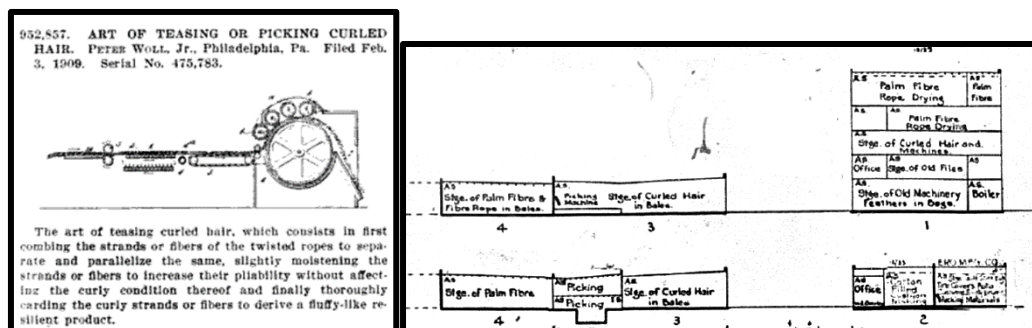 952,857. ART OF TEASING OR PICKING CURLED
HAIR. PETER WOLL, Jr., Philadelphia, Pa. Filed Feb.
3, 1909. Serial No. 475,783.
The art of teasing curled hair, which consists in first
combing the strands or fibers of the twisted ropes to sepa-
rate and parallelize the same, slightly moistening the
strands or fibers to increase their pliability without affect-
ing the curly condition thereof and finally thoroughly
carding the curly strands or fibers to derive a fluffy-like re-
silient product.
A.S. Palm Fibre
Rope Drying
A.S. Palm
Fibre
A.S.
A.S. Palm Fibre
Rope Drying
A.S.
Stge. of Curled Hair and
Machines.
A.S. Office
A.S. Stge. of Old Files
A.S.
A.S. Stge. of Old Machinery
Feathers in Bags.
A.S. Boiler
1
A.S. Stge. of Palm Fibre &
Fibre Rope in Bales.
4
A.S. Picking
Machine
Stge. of Curled Hair
in Bales.
3
A.S. Stge. of Palm Fibre
4
A.S. Picking
A.S. Picking
A.S. Stge. of Curled Hair
in Bales
3
A.S. Office
Cotton
Filled
2